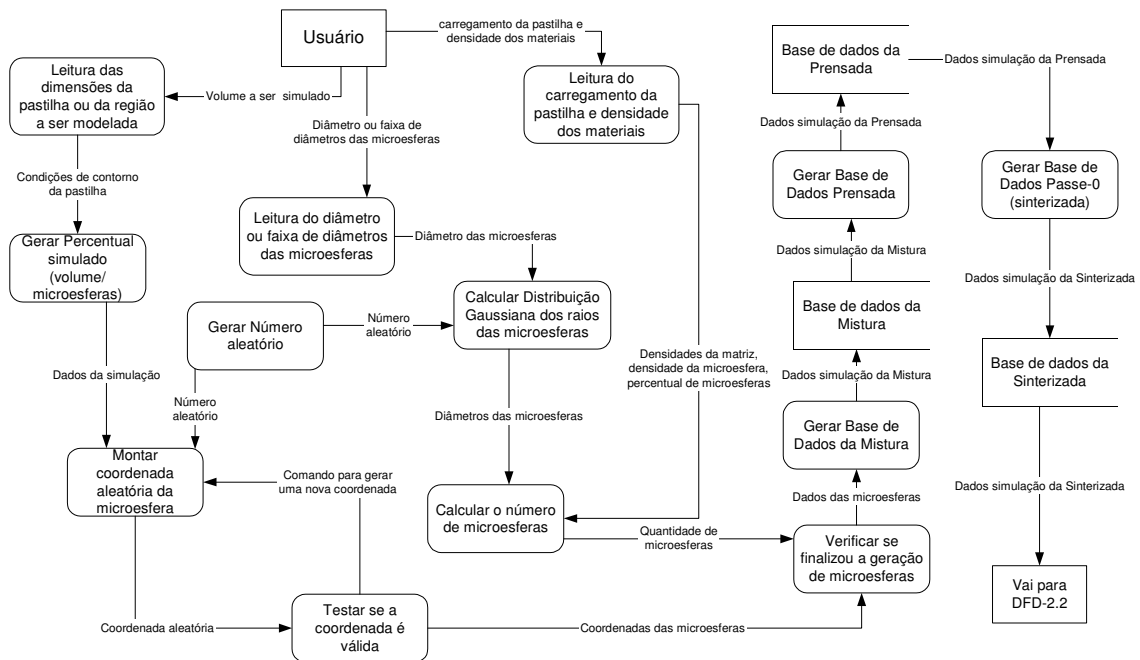 Usuário
carregamento da pastilha e
densidade dos materiais
Base de dados da
Prensada
Dados simulação da Prensada
Leitura das
dimensões da
pastilha ou da região
a ser modelada
Volume a ser simulado
Leitura do
carregamento da
pastilha e densidade
dos materiais
Diâmetro ou faixa de
diâmetros das microesferas
Dados simulação da Prensada
Condições de contorno
da pastilha
Gerar Base de
Dados Prensada
Gerar Base de
Dados Passe-0
(sinterizada)
Leitura do diâmetro
ou faixa de diâmetros
das microesferas
Diâmetro das microesferas
Gerar Percentual
simulado
(volume/
microesferas)
Dados simulação da Mistura
Dados simulação da Sinterizada
Calcular Distribuição
Gaussiana dos raios
das microesferas
Gerar Número
aleatório
Número
aleatório
Base de dados da
Mistura
Densidades da matriz,
densidade da microesfera,
percentual de microesferas
Dados simulação da Mistura
Base de dados da
Sinterizada
Dados da simulação
Número
aleatório
Diâmetros das microesferas
Gerar Base de
Dados da Mistura
Montar
coordenada
aleatória da
microesfera
Comando para gerar
uma nova coordenada
Dados simulação da Sinterizada
Calcular o número
de microesferas
Dados das microesferas
Quantidade de
microesferas
Verificar se
finalizou a geração
de microesferas
Vai para
DFD-2.2
Coordenada aleatória
Testar se a
coordenada é
válida
Coordenadas das microesferas